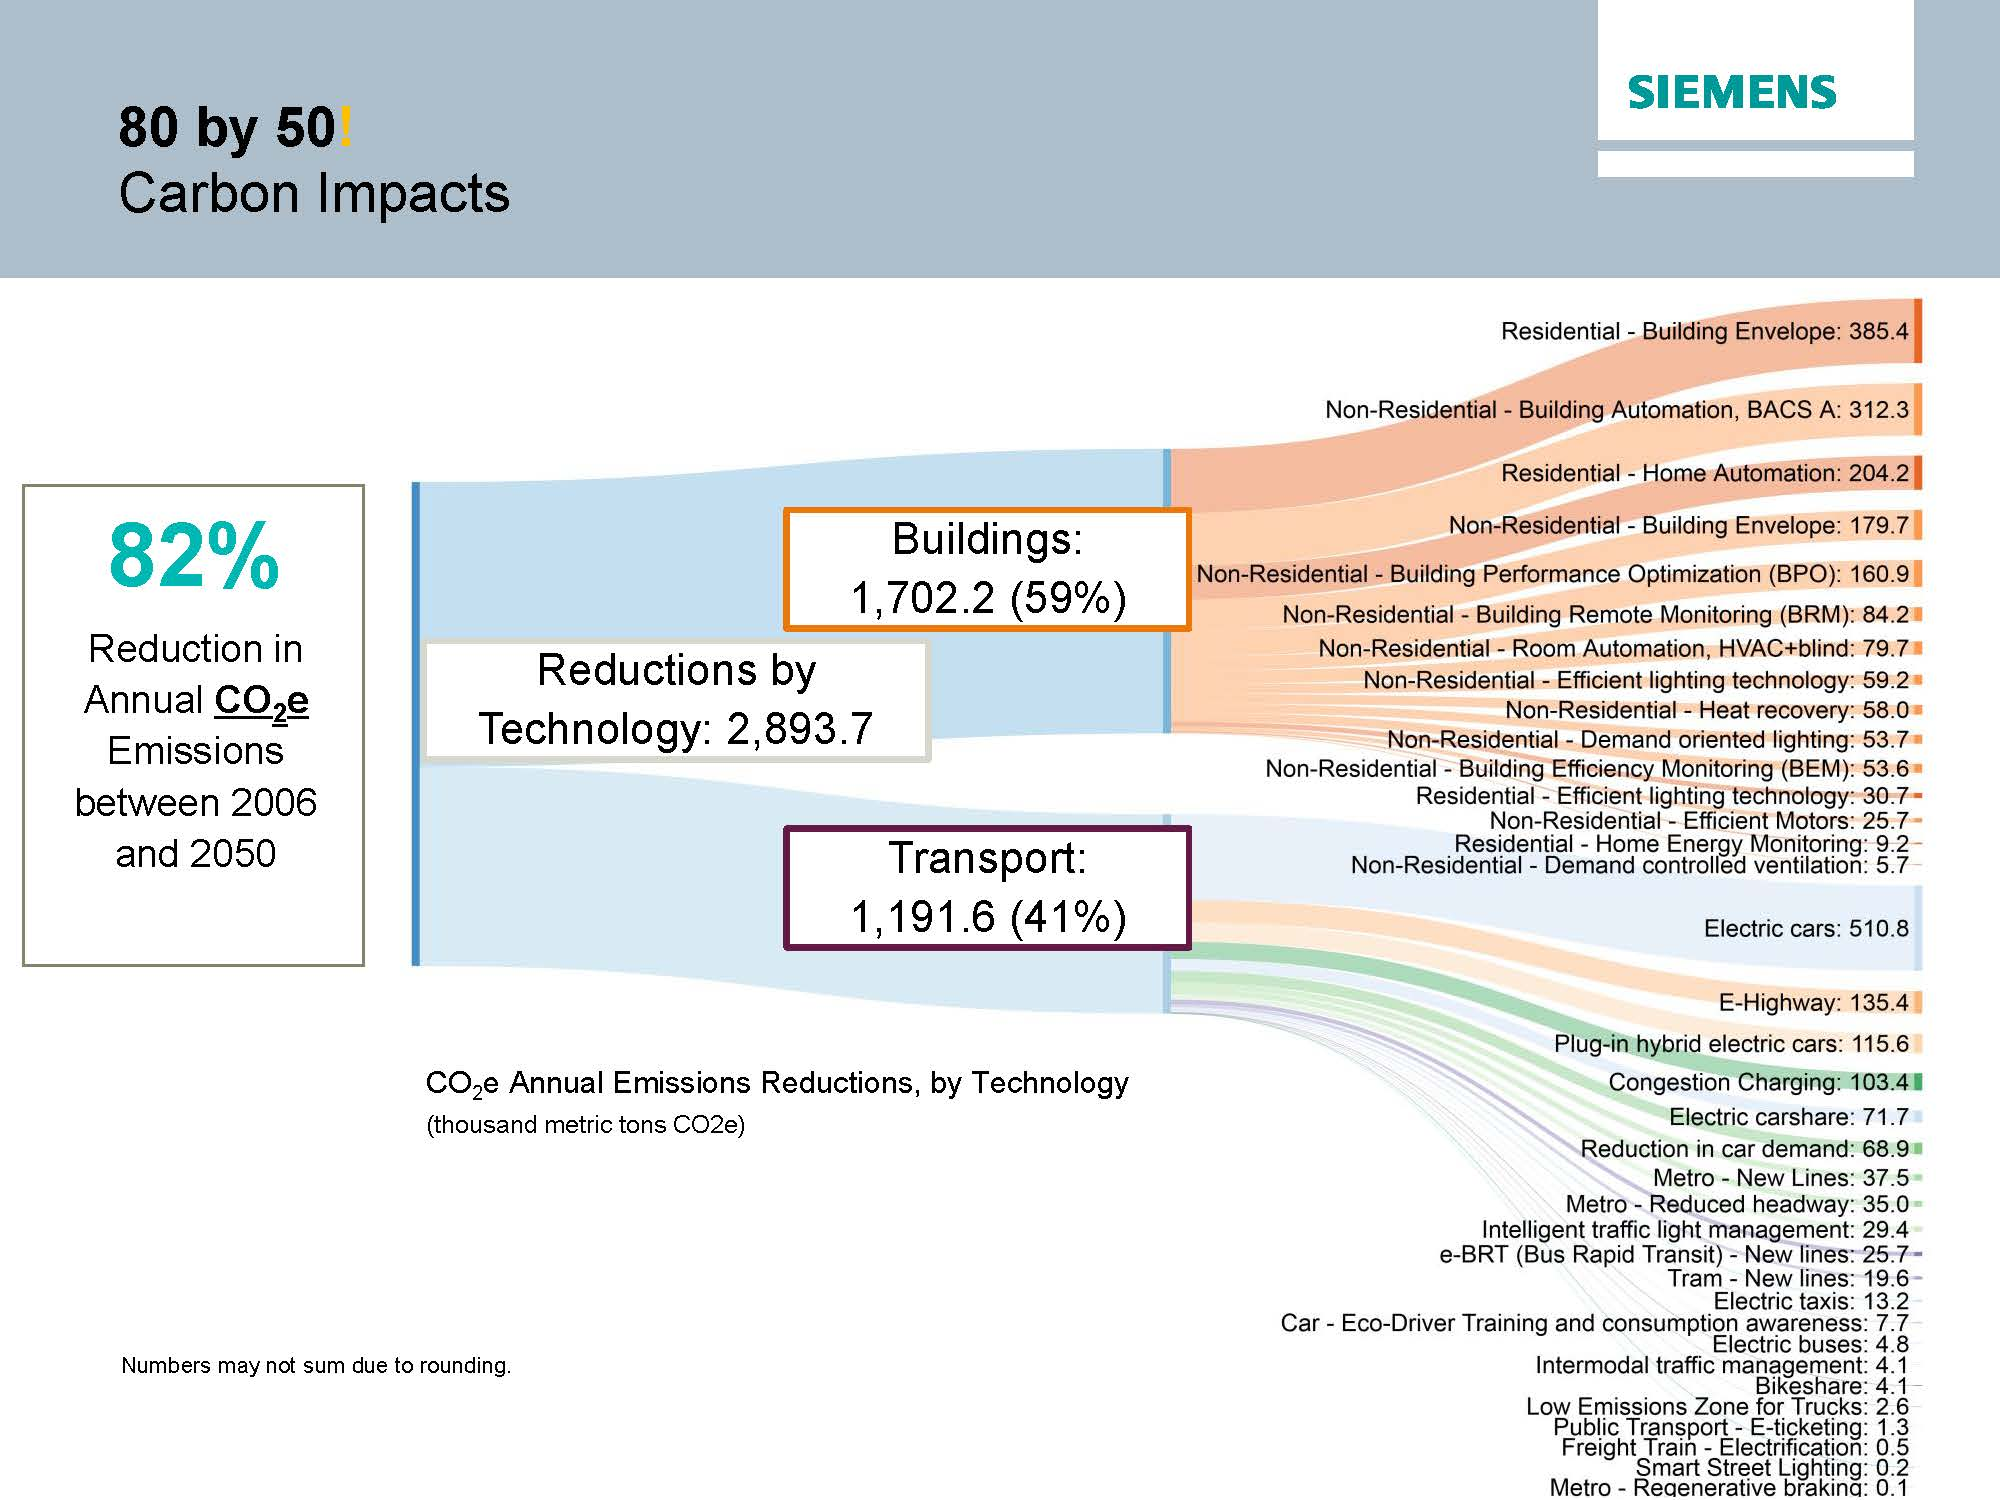 80 by 50!
Carbon Impacts
SIEMENS
82%
Reduction in
Annual CO₂e
Emissions
between 2006
and 2050
Reductions by
Technology: 2,893.7
Buildings:
1,702.2 (59%)
Transport:
1,191.6 (41%)
Residential - Building Envelope: 385.4
Non-Residential - Building Automation, BACS A: 312.3
Residential - Home Automation: 204.2
Non-Residential - Building Envelope: 179.7
Non-Residential - Building Performance Optimization (BPO): 160.9
Non-Residential - Building Remote Monitoring (BRM): 84.2
Non-Residential - Room Automation, HVAC+blind: 79.7
Non-Residential - Efficient lighting technology: 59.2
Non-Residential - Heat recovery: 58.0
Non-Residential - Demand oriented lighting: 53.7
Non-Residential - Building Efficiency Monitoring (BEM): 53.6
Residential - Efficient lighting technology: 30.7
Non-Residential - Efficient Motors: 25.7
Residential - Home Energy Monitoring: 9.2
Non-Residential - Demand controlled ventilation: 5.7
Electric cars: 510.8
E-Highway: 135.4
Plug-in hybrid electric cars: 115.6
Congestion Charging: 103.4
Electric carshare: 71.7
Reduction in car demand: 68.9
Metro - New Lines: 37.5
Metro - Reduced headway: 35.0
Intelligent traffic light management: 29.4
e-BRT (Bus Rapid Transit) - New lines: 25.7
Tram - New lines: 19.6
Electric taxis: 13.2
Car - Eco-Driver Training and consumption awareness: 7.7
Electric buses: 4.8
Intermodal traffic management: 4.1
Bikeshare: 4.1
Low Emissions Zone for Trucks: 2.6
Public Transport - E-ticketing: 1.3
Freight Train - Electrification: 0.5
Smart Street Lighting: 0.2
Metro - Regenerative braking: 0.1
CO₂e Annual Emissions Reductions, by Technology
(thousand metric tons CO2e)
Numbers may not sum due to rounding.